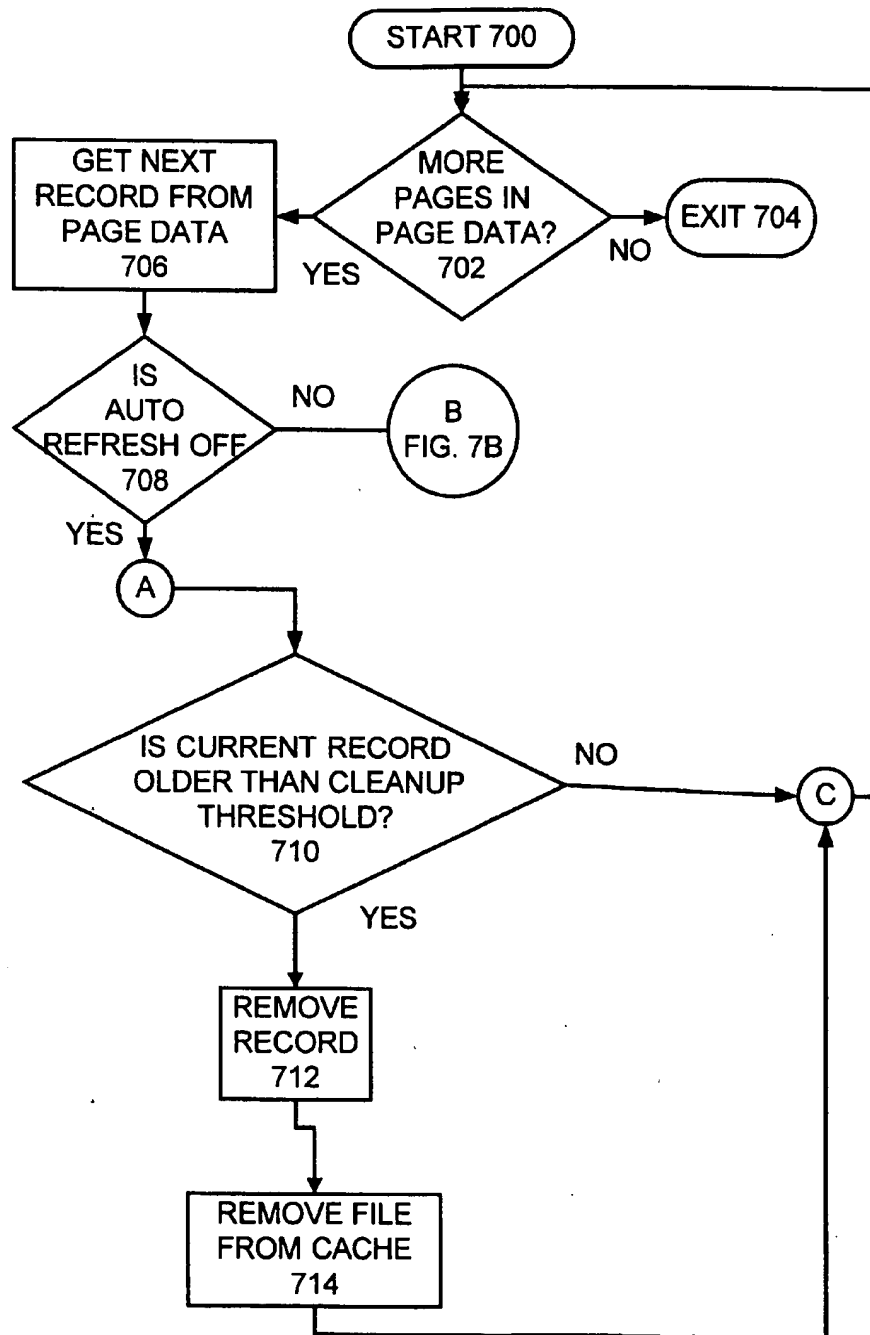 START 700
MORE
PAGES IN
PAGE DATA?
702
YES
NO
EXIT 704
GET NEXT
RECORD FROM
PAGE DATA
706
IS
AUTO
REFRESH OFF
708
NO
B
FIG. 7B
YES
A
IS CURRENT RECORD
OLDER THAN CLEANUP
THRESHOLD?
710
NO
C
YES
REMOVE
RECORD
712
REMOVE FILE
FROM CACHE
714